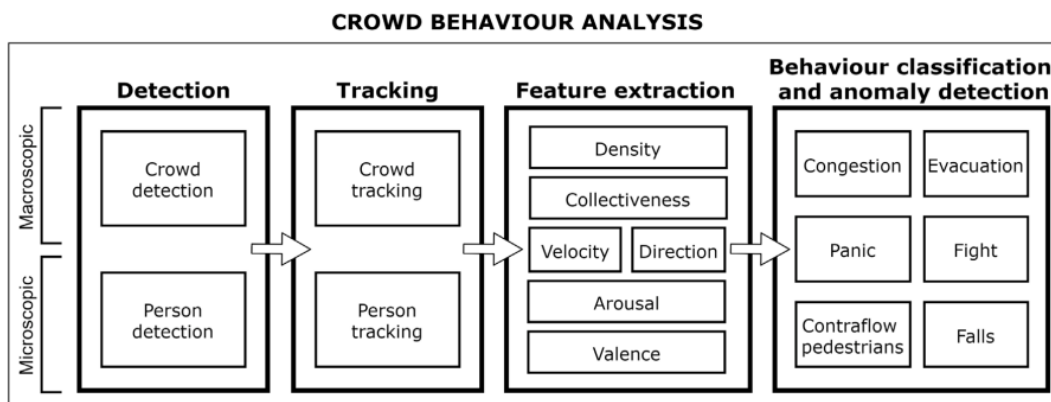 CROWD BEHAVIOUR ANALYSIS
Detection
Tracking
Feature extraction
Behaviour classification
and anomaly detection
Macroscopic
Microscopic
Crowd
detection
Person
detection
Crowd
tracking
Person
tracking
Density
Collectiveness
Velocity
Direction
Arousal
Valence
Congestion
Evacuation
Panic
Fight
Contraflow
pedestrians
Falls